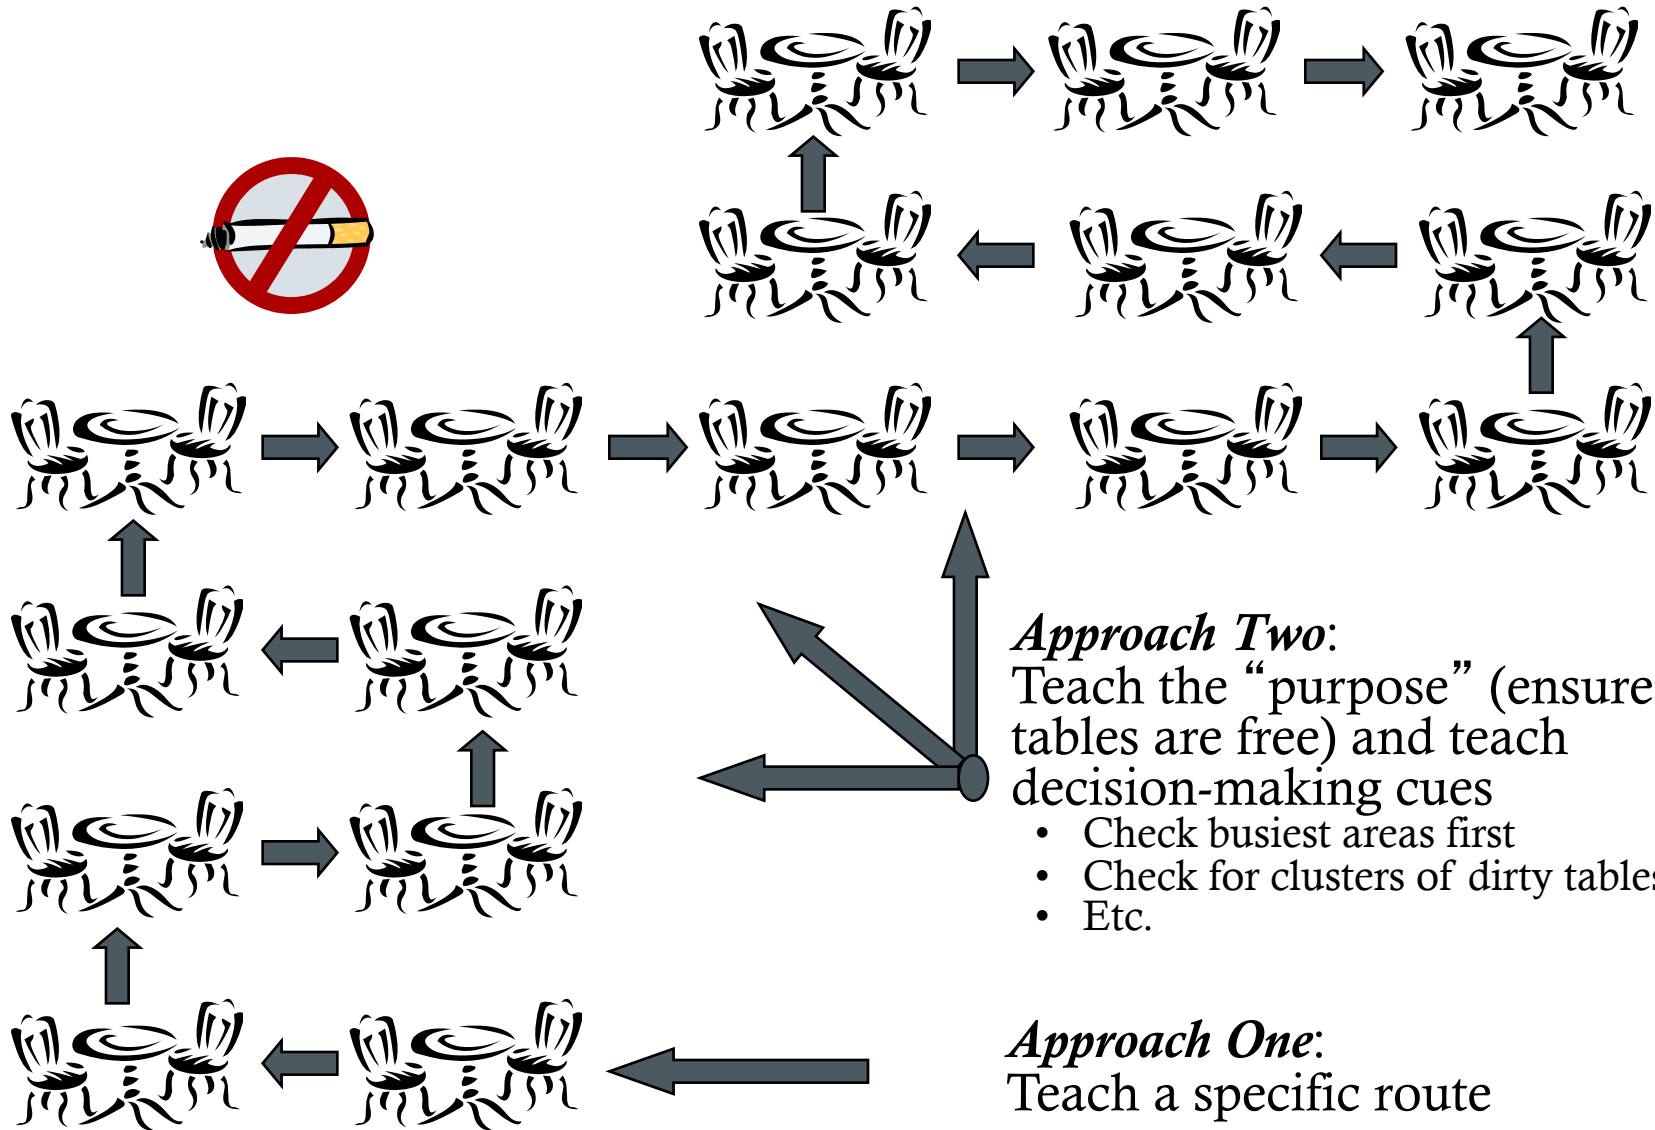 Approach Two:
Teach the “purpose” (ensure
tables are free) and teach
decision-making cues
• Check busiest areas first
• Check for clusters of dirty tables
• Etc.
Approach One:
Teach a specific route